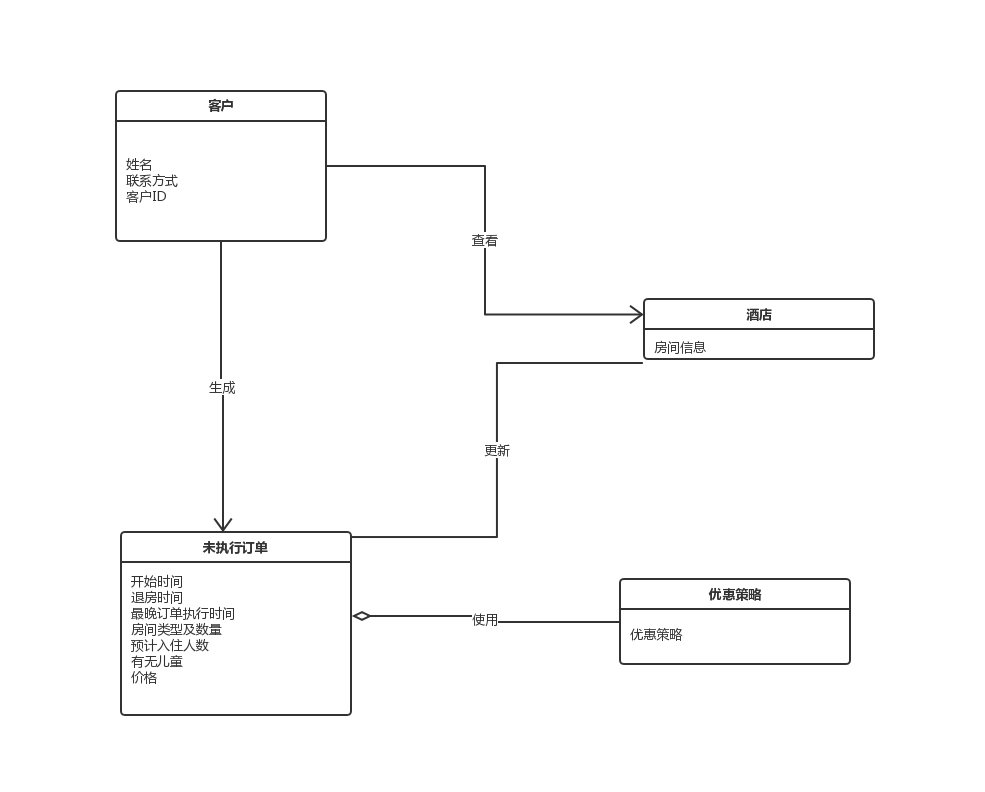 客户
姓名
联系方式
客户ID
查看
酒店
房间信息
生成
更新
未执行订单
开始时间
退房时间
最晚订单执行时间
房间类型及数量
预计入住人数
有无儿童
价格
使用
优惠策略
优惠策略